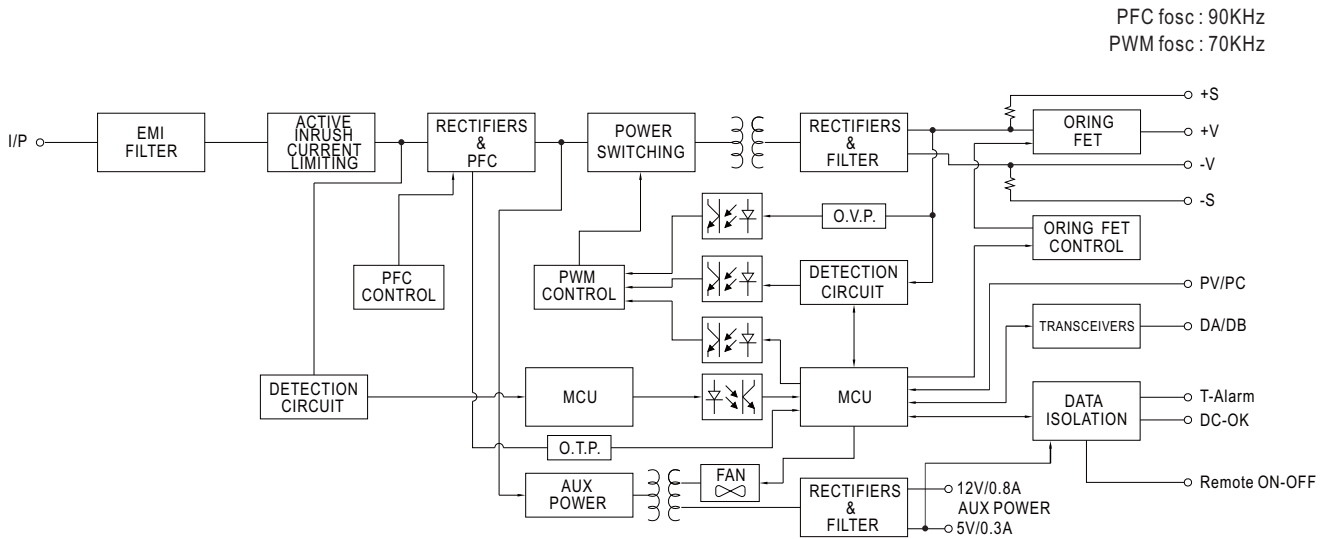 PFC fosc : 90KHz
PWM fosc : 70KHz
I/P
EMI
FILTER
ACTIVE
INRUSH
CURRENT
LIMITING
RECTIFIERS
&
PFC
POWER
SWITCHING
RECTIFIERS
&
FILTER
ORING
FET
+S
+V
-V
-S
O.V.P.
ORING FET
CONTROL
PFC
CONTROL
PWM
CONTROL
DETECTION
CIRCUIT
PV/PC
TRANSCEIVERS
DA/DB
DETECTION
CIRCUIT
MCU
MCU
DATA
ISOLATION
T-Alarm
DC-OK
O.T.P.
AUX
POWER
FAN
RECTIFIERS
&
FILTER
12V/0.8A
AUX POWER
5V/0.3A
Remote ON-OFF